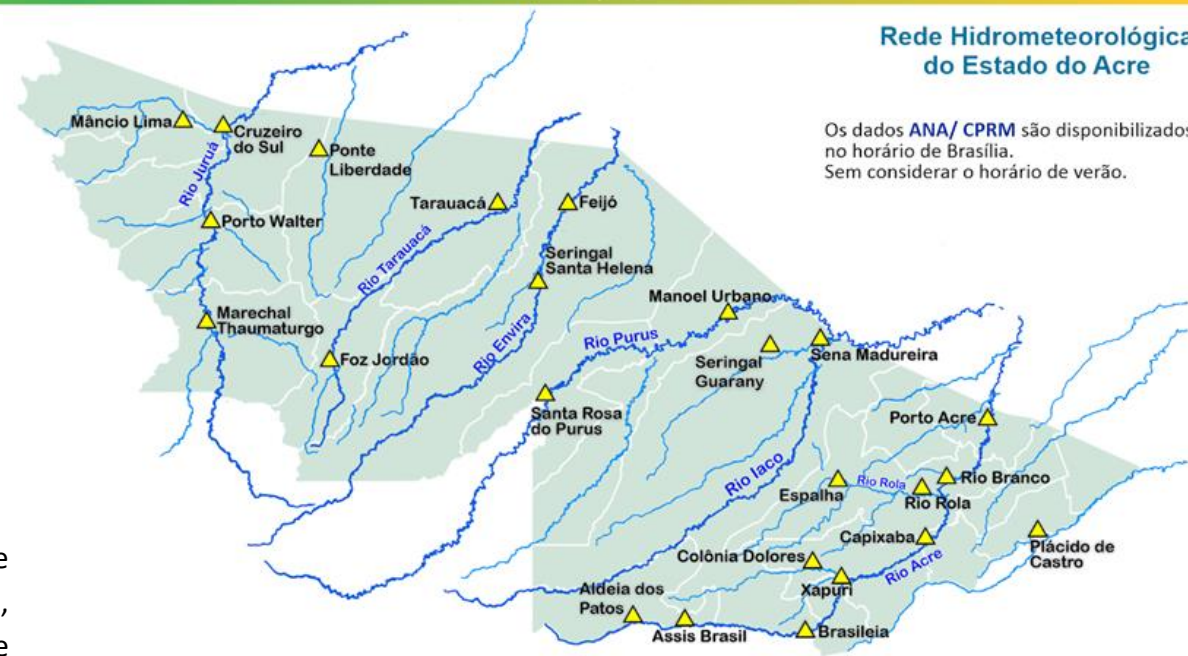 Rede Hidrometeorológica
do Estado do Acre
Os dados ANA/ CPRM são disponibilizados
no horário de Brasília.
Sem considerar o horário de verão.
Mâncio Lima
Cruzeiro
do Sul
Ponte
Liberdade
Rio Juruá
Porto Walter
Tarauacá
Feijó
Rio Tarauacá
Seringal
Santa Helena
Marechal
Thaumaturgo
Foz Jordão
Rio Envira
Manoel Urbano
Rio Purus
Seringal
Guarany
Sena Madureira
Santa Rosa
do Purus
Porto Acre
Rio Iaco
Espalha
Rio Rola
Rio Rola
Rio Branco
Capixaba
Plácido de
Castro
Colônia Dolores
Xapuri
Rio Acre
Aldeia dos
Patos
Assis Brasil
Brasileia
e
,
e